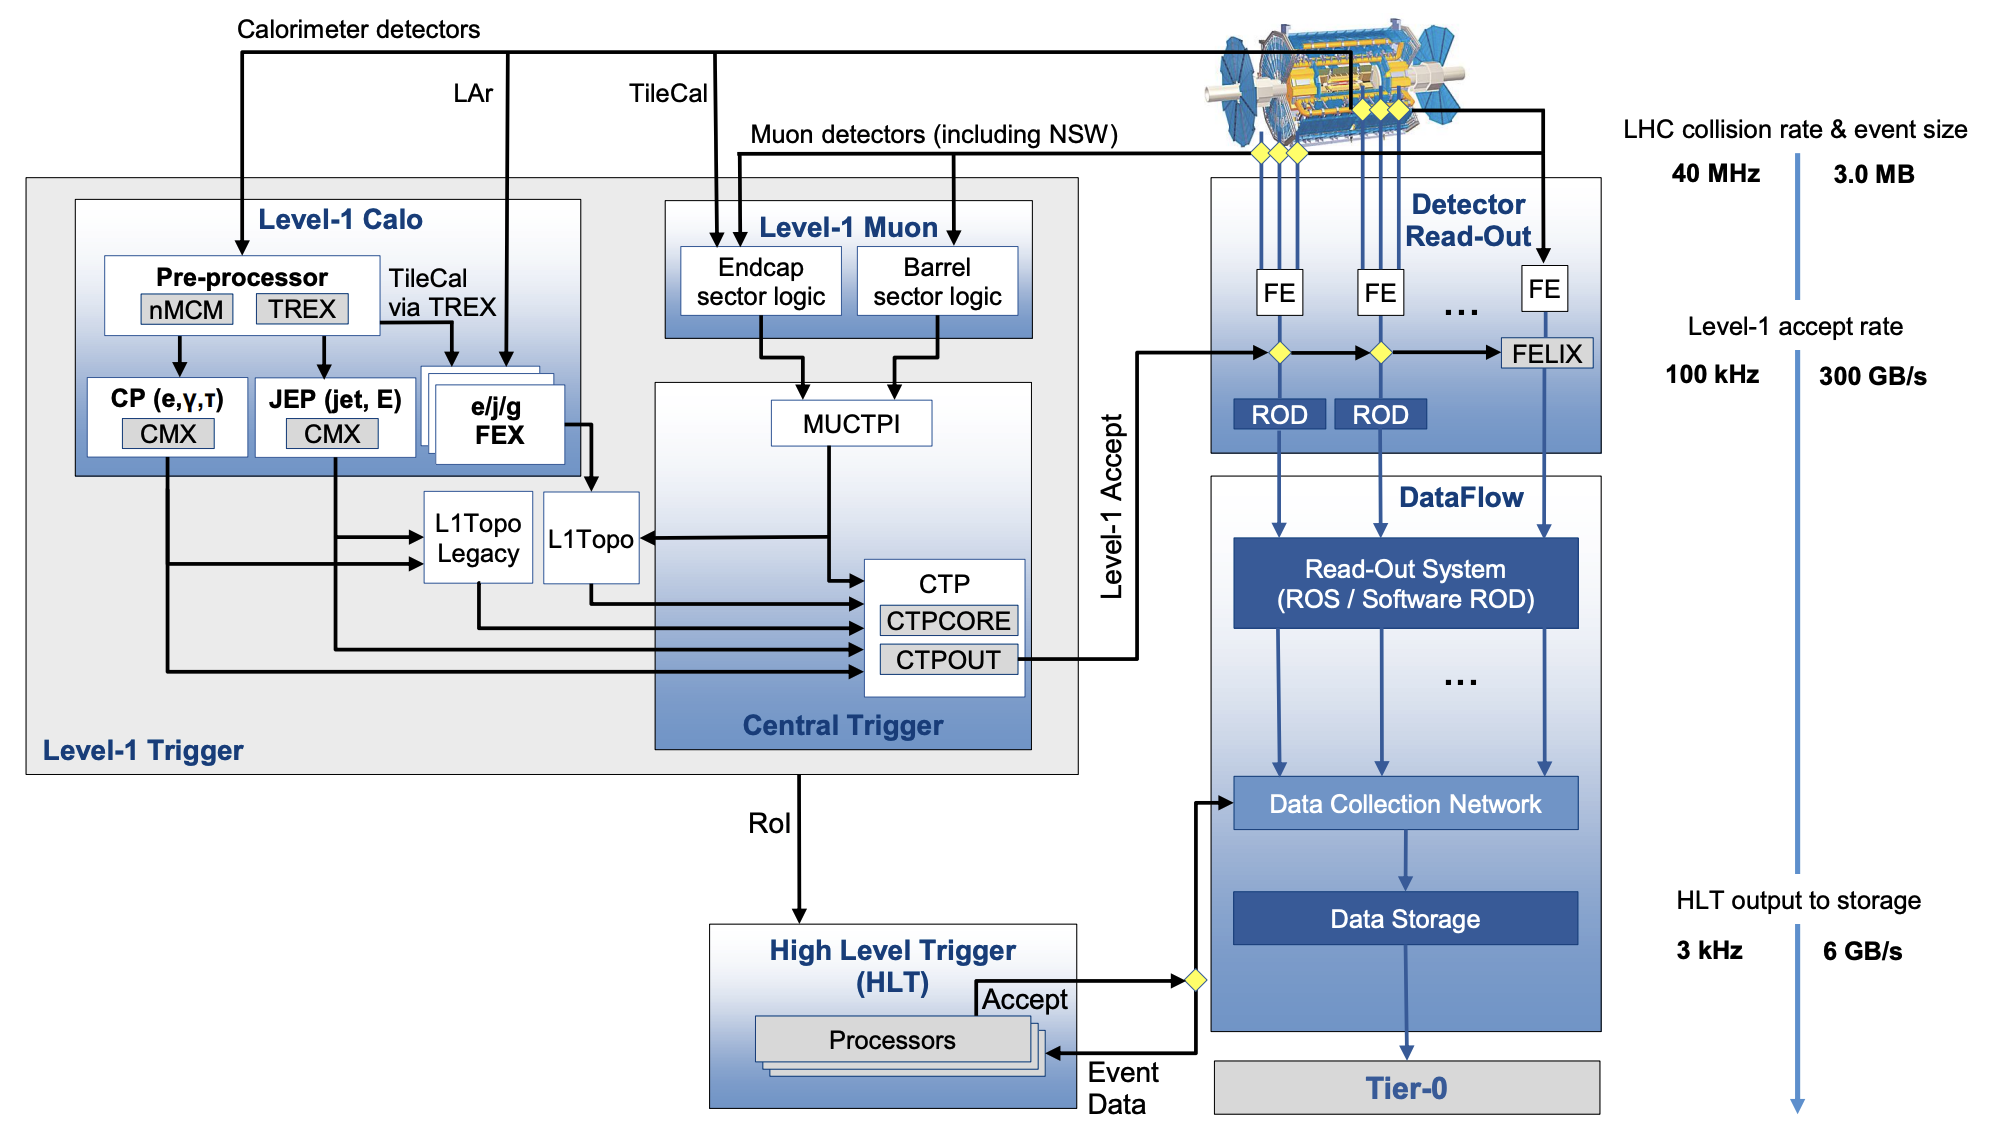 Calorimeter detectors
LAr
TileCal
Muon detectors (including NSW)
LHC collision rate & event size
40 MHz
3.0 MB
Level-1 Calo
Pre-processor
nMCM
TREX
TileCal
via TREX
CP (e,γ,τ)
CMX
JEP (jet, E)
CMX
e/j/g
FEX
Level-1 Muon
Endcap
sector logic
Barrel
sector logic
MUCTPI
L1Topo
Legacy
L1Topo
CTP
CTPCORE
CTPOUT
Central Trigger
Level-1 Trigger
Level-1 Accept
Detector
Read-Out
FE
FE
...
FE
FELIX
ROD
ROD
Level-1 accept rate
100 kHz
300 GB/s
DataFlow
Read-Out System
(ROS / Software ROD)
...
Data Collection Network
Data Storage
RoI
High Level Trigger
(HLT)
Accept
Processors
Event
Data
Tier-0
HLT output to storage
3 kHz
6 GB/s